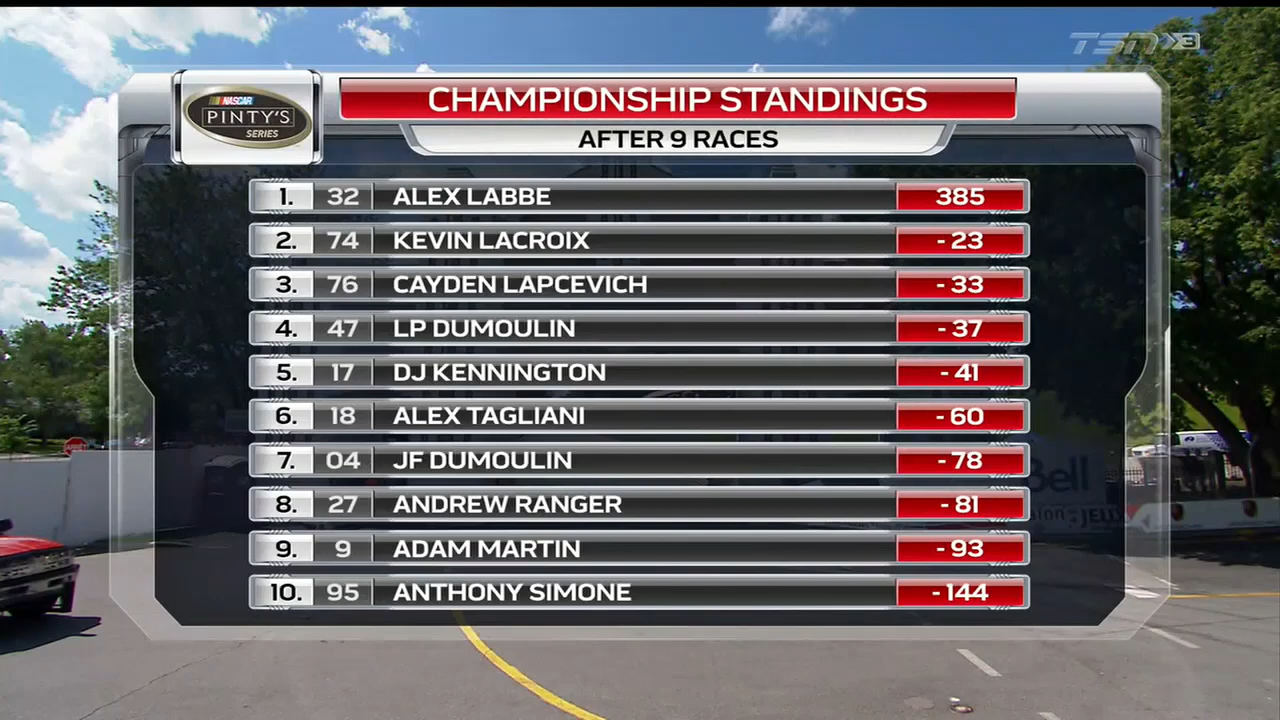 TSN 3
NASCAR
PINTY'S
SERIES
CHAMPIONSHIP STANDINGS
AFTER 9 RACES
1. 32 ALEX LABBE 385
2. 74 KEVIN LACROIX - 23
3. 76 CAYDEN LAPCEVICH - 33
4. 47 LP DUMOULIN - 37
5. 17 DJ KENNINGTON - 41
6. 18 ALEX TAGLIANI - 60
7. 04 JF DUMOULIN - 78
8. 27 ANDREW RANGER - 81
9. 9 ADAM MARTIN - 93
10. 95 ANTHONY SIMONE - 144
Bell